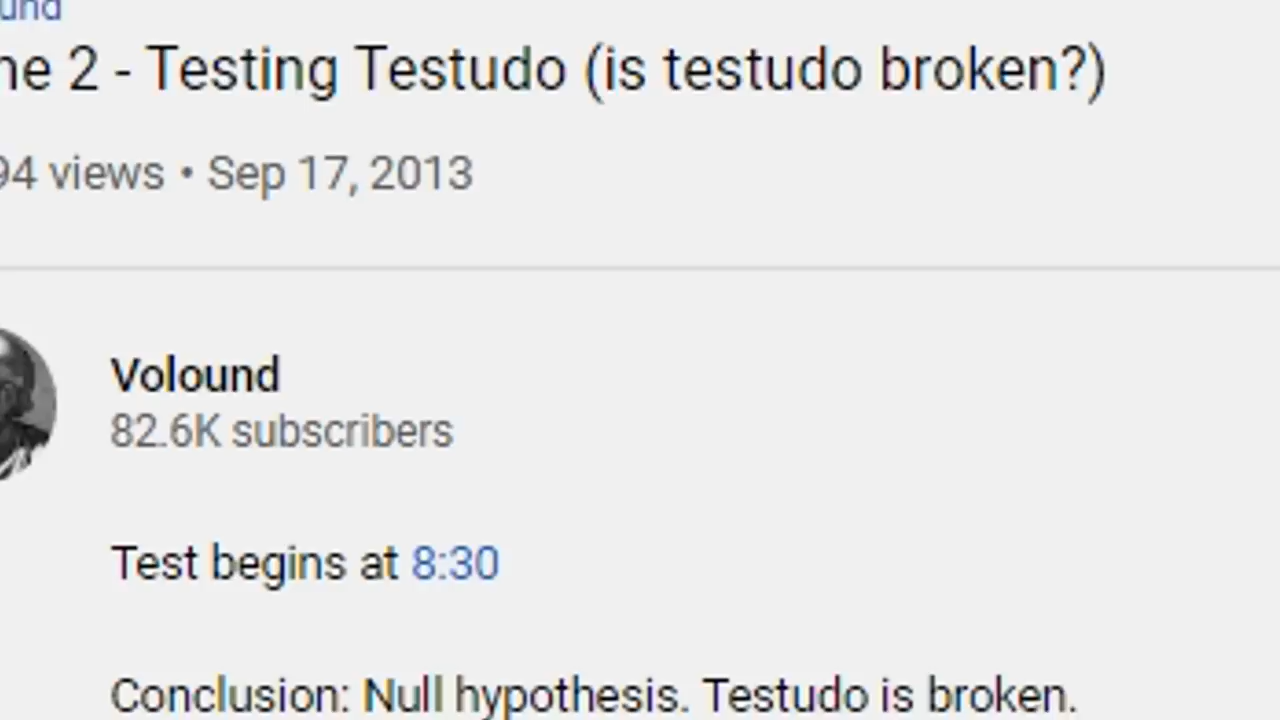 und
ne 2 - Testing Testudo (is testudo broken?)
94 views • Sep 17, 2013
Volound
82.6K subscribers
Test begins at 8:30
Conclusion: Null hypothesis. Testudo is broken.